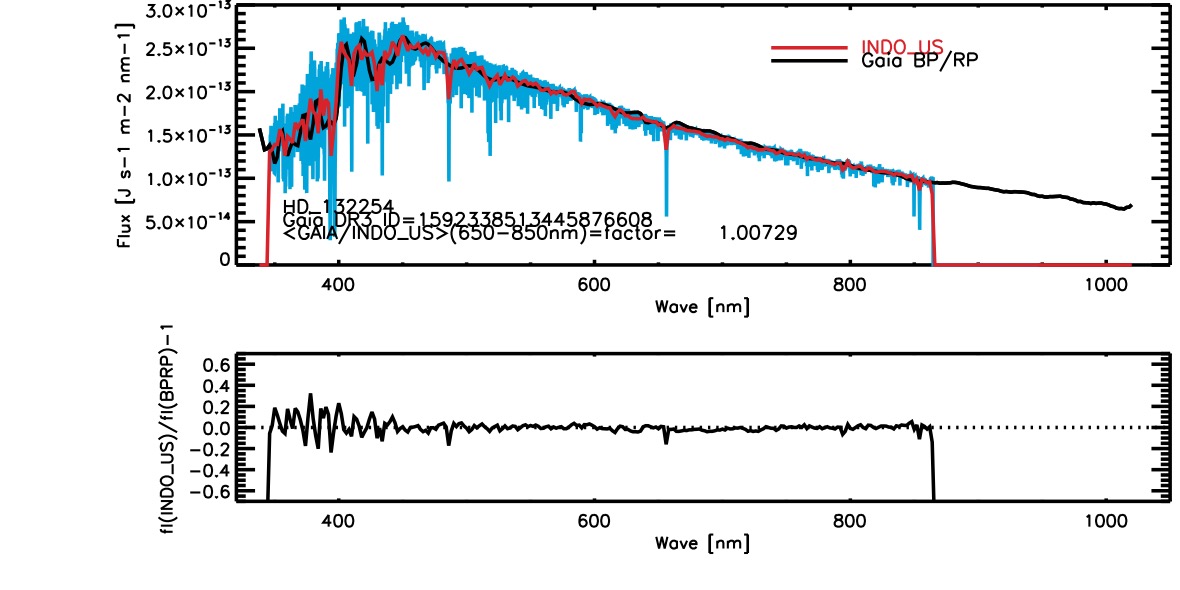 3.0×10−13
2.5×10−13
2.0×10−13
1.5×10−13
1.0×10−13
5.0×10−14
0
Flux [J s−1 m−2 nm−1]
INDO_US
Gaia BP/RP
HD_132254
Gaia DR3 ID=1592338513445876608
<GAIA/INDO_US>(650−850nm)=factor= 1.00729
400 600 800 1000
Wave [nm]
fl(INDO_US)/fl(BPRP)−1
0.6
0.4
0.2
0.0
−0.2
−0.4
−0.6
400 600 800 1000
Wave [nm]